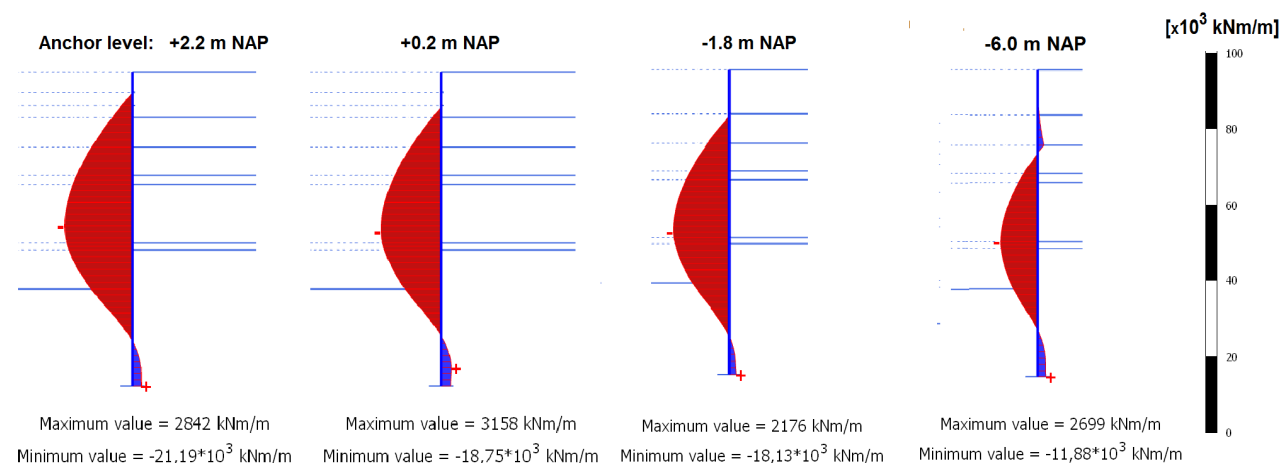 [x10³ kNm/m]
Anchor level: +2.2 m NAP +0.2 m NAP -1.8 m NAP -6.0 m NAP
100
80
60
40
20
0
- - - -
+ + + +
Maximum value = 2842 kNm/m Maximum value = 3158 kNm/m Maximum value = 2176 kNm/m Maximum value = 2699 kNm/m
Minimum value = -21,19*10³ kNm/m Minimum value = -18,75*10³ kNm/m Minimum value = -18,13*10³ kNm/m Minimum value = -11,88*10³ kNm/m